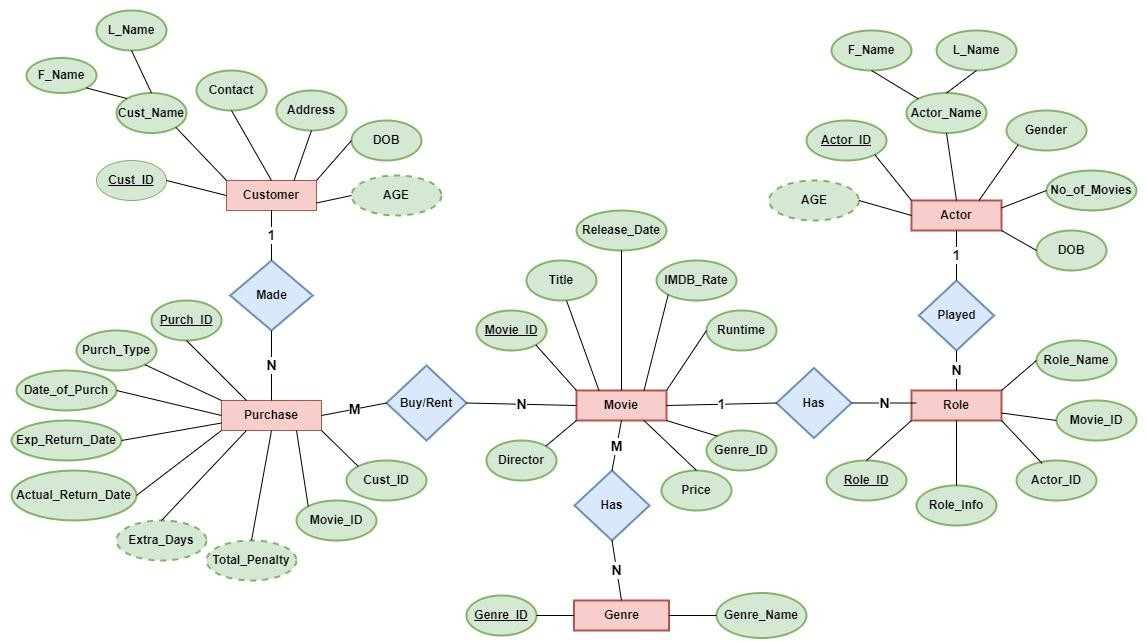 L_Name
F_Name
L_Name
F_Name
Contact
Cust_Name
Address
Actor_Name
Gender
DOB
Actor_ID
Cust_ID
Customer
AGE
No_of_Movies
AGE
Actor
Release_Date
1
DOB
1
Title
IMDB_Rate
Made
Played
Purch_ID
Movie_ID
Runtime
Purch_Type
N
N
Role_Name
Date_of_Purch
Purchase
M
Buy/Rent
N
Movie
1
Has
N
Role
Movie_ID
Exp_Return_Date
M
Director
Genre_ID
Cust_ID
Price
Role_ID
Actor_ID
Actual_Return_Date
Has
Role_Info
Movie_ID
Extra_Days
Total_Penalty
N
Genre_ID
Genre
Genre_Name